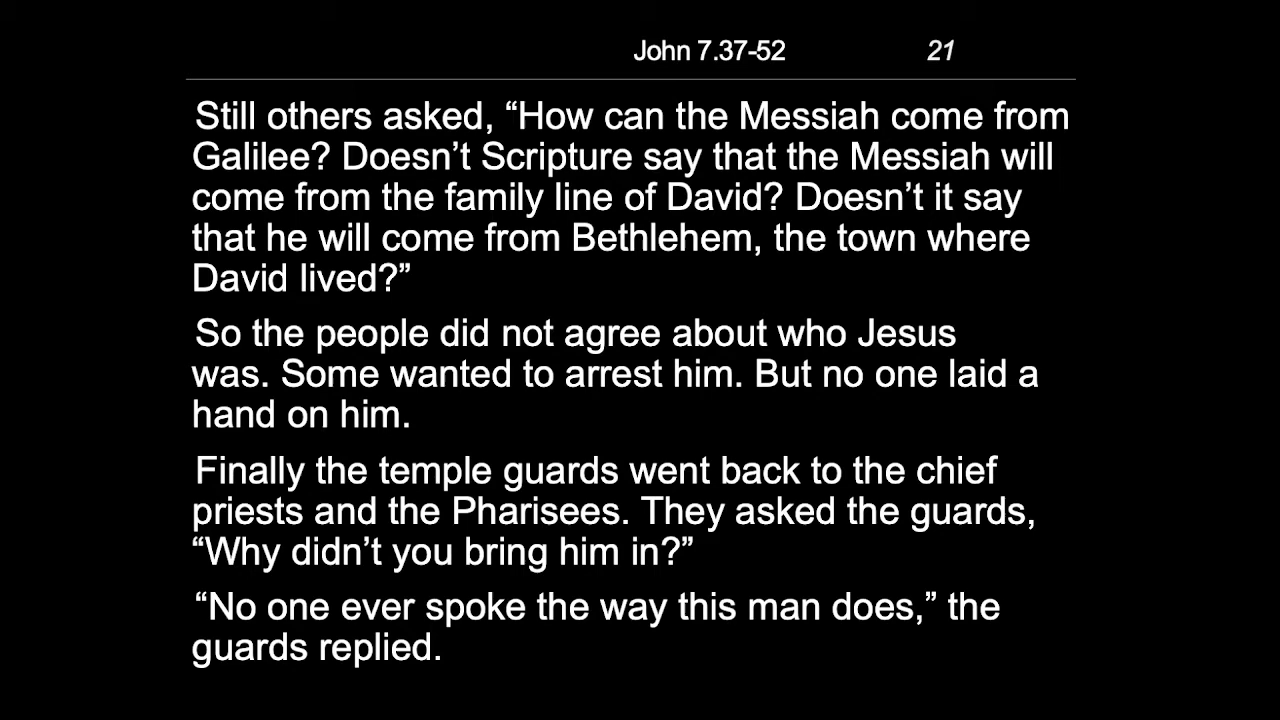 John 7.37-52 21
Still others asked, “How can the Messiah come from
Galilee? Doesn’t Scripture say that the Messiah will
come from the family line of David? Doesn’t it say
that he will come from Bethlehem, the town where
David lived?”
So the people did not agree about who Jesus
was. Some wanted to arrest him. But no one laid a
hand on him.
Finally the temple guards went back to the chief
priests and the Pharisees. They asked the guards,
“Why didn’t you bring him in?”
“No one ever spoke the way this man does,” the
guards replied.